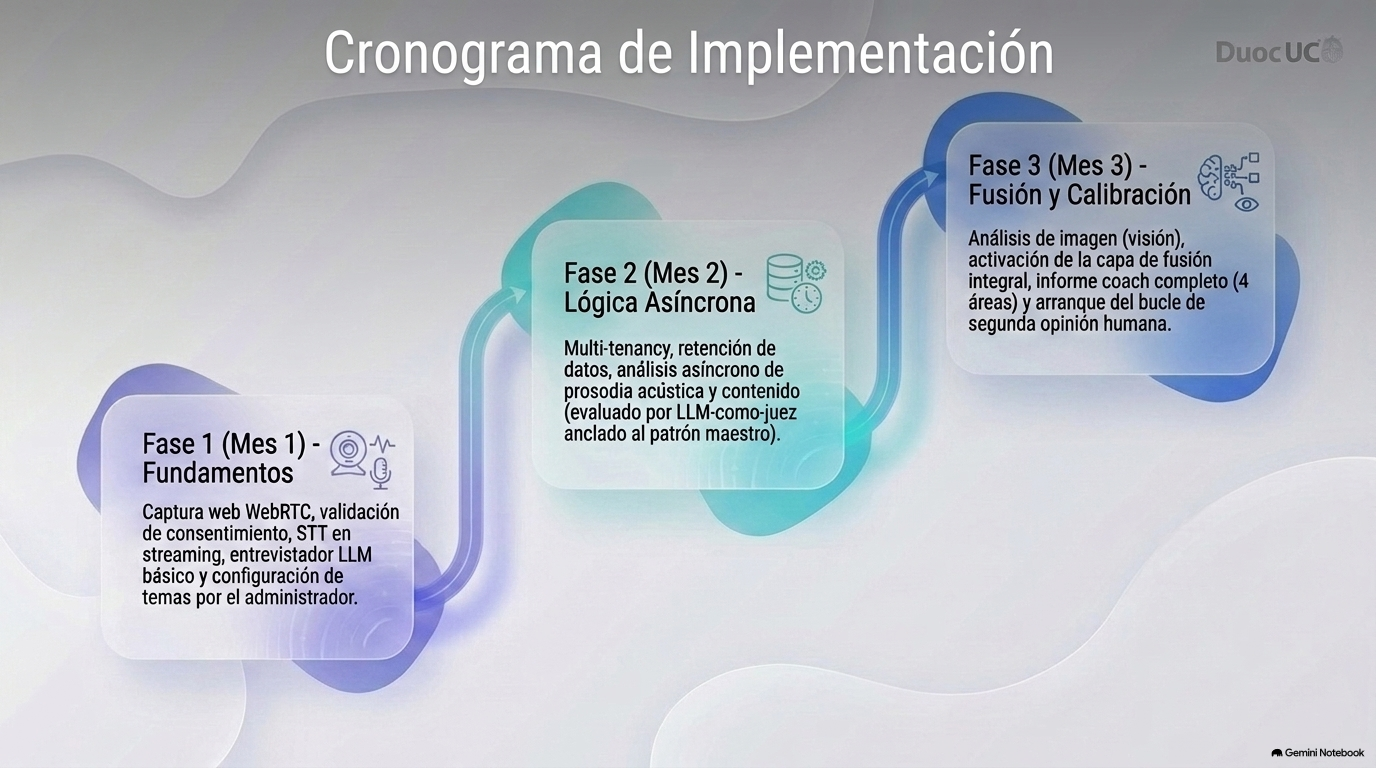 Cronograma de Implementación
Duoc UC
Fase 1 (Mes 1) -
Fundamentos
Captura web WebRTC, validación
de consentimiento, STT en
streaming, entrevistador LLM
básico y configuración de
temas por el administrador.
Fase 2 (Mes 2) -
Lógica Asíncrona
Multi-tenancy, retención de
datos, análisis asíncrono de
prosodia acústica y contenido
(evaluado por LLM-como-juez
anclado al patrón maestro).
Fase 3 (Mes 3) -
Fusión y Calibración
Análisis de imagen (visión),
activación de la capa de fusión
integral, informe coach completo (4
áreas) y arranque del bucle de
segunda opinión humana.
Gemini Notebook